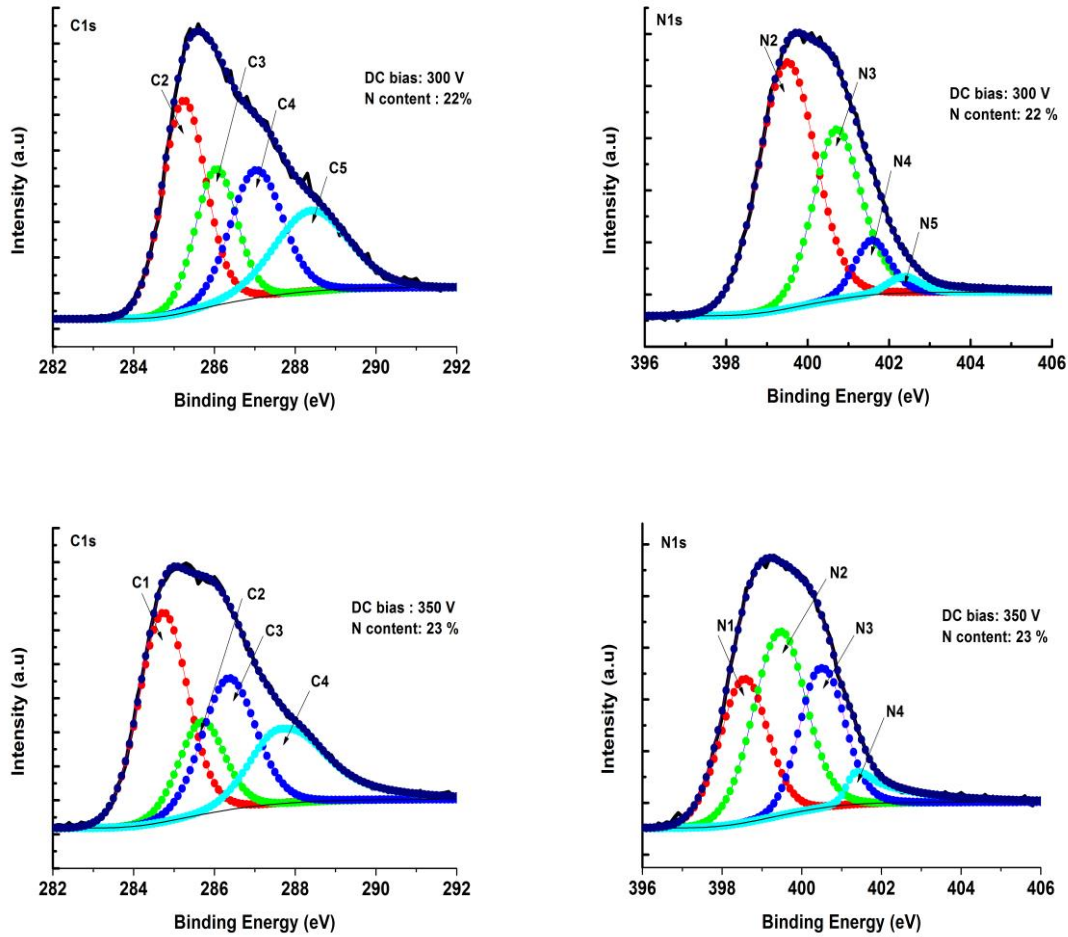 C1s
C2
C3
C4
C5
DC bias: 300 V
N content : 22%
Intensity (a.u)
282 284 286 288 290 292
Binding Energy (eV)
N1s
N2
N3
N4
N5
DC bias: 300 V
N content: 22 %
Intensity (a.u)
396 398 400 402 404 406
Binding Energy (eV)
C1s
C1
C2
C3
C4
DC bias : 350 V
N content: 23 %
Intensity (a.u)
282 284 286 288 290 292
Binding Energy (eV)
N1s
N1
N2
N3
N4
DC bias: 350 V
N content: 23 %
Intensity (a.u)
396 398 400 402 404 406
Binding Energy (eV)